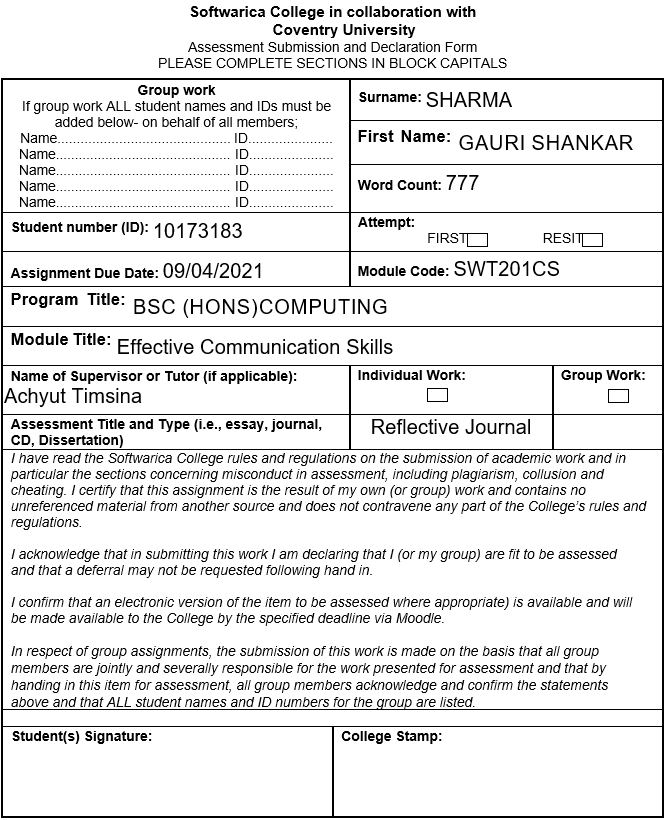 Softwarica College in collaboration with
Coventry University
Assessment Submission and Declaration Form
PLEASE COMPLETE SECTIONS IN BLOCK CAPITALS
Group work
If group work ALL student names and IDs must be
added below- on behalf of all members;
Name............................................. ID......................
Name............................................. ID......................
Name............................................. ID......................
Name............................................. ID......................
Name............................................. ID......................
Surname: SHARMA
First Name: GAURI SHANKAR
Word Count: 777
Student number (ID): 10173183
Attempt:
FIRST RESIT
Assignment Due Date: 09/04/2021
Module Code: SWT201CS
Program Title: BSC (HONS)COMPUTING
Module Title: Effective Communication Skills
Name of Supervisor or Tutor (if applicable):
Achyut Timsina
Individual Work:
Group Work:
Assessment Title and Type (i.e., essay, journal,
CD, Dissertation)
Reflective Journal
I have read the Softwarica College rules and regulations on the submission of academic work and in
particular the sections concerning misconduct in assessment, including plagiarism, collusion and
cheating. I certify that this assignment is the result of my own (or group) work and contains no
unreferenced material from another source and does not contravene any part of the College's rules and
regulations.
I acknowledge that in submitting this work I am declaring that I (or my group) are fit to be assessed
and that a deferral may not be requested following hand in.
I confirm that an electronic version of the item to be assessed where appropriate) is available and will
be made available to the College by the specified deadline via Moodle.
In respect of group assignments, the submission of this work is made on the basis that all group
members are jointly and severally responsible for the work presented for assessment and that by
handing in this item for assessment, all group members acknowledge and confirm the statements
above and that ALL student names and ID numbers for the group are listed.
Student(s) Signature:
College Stamp: